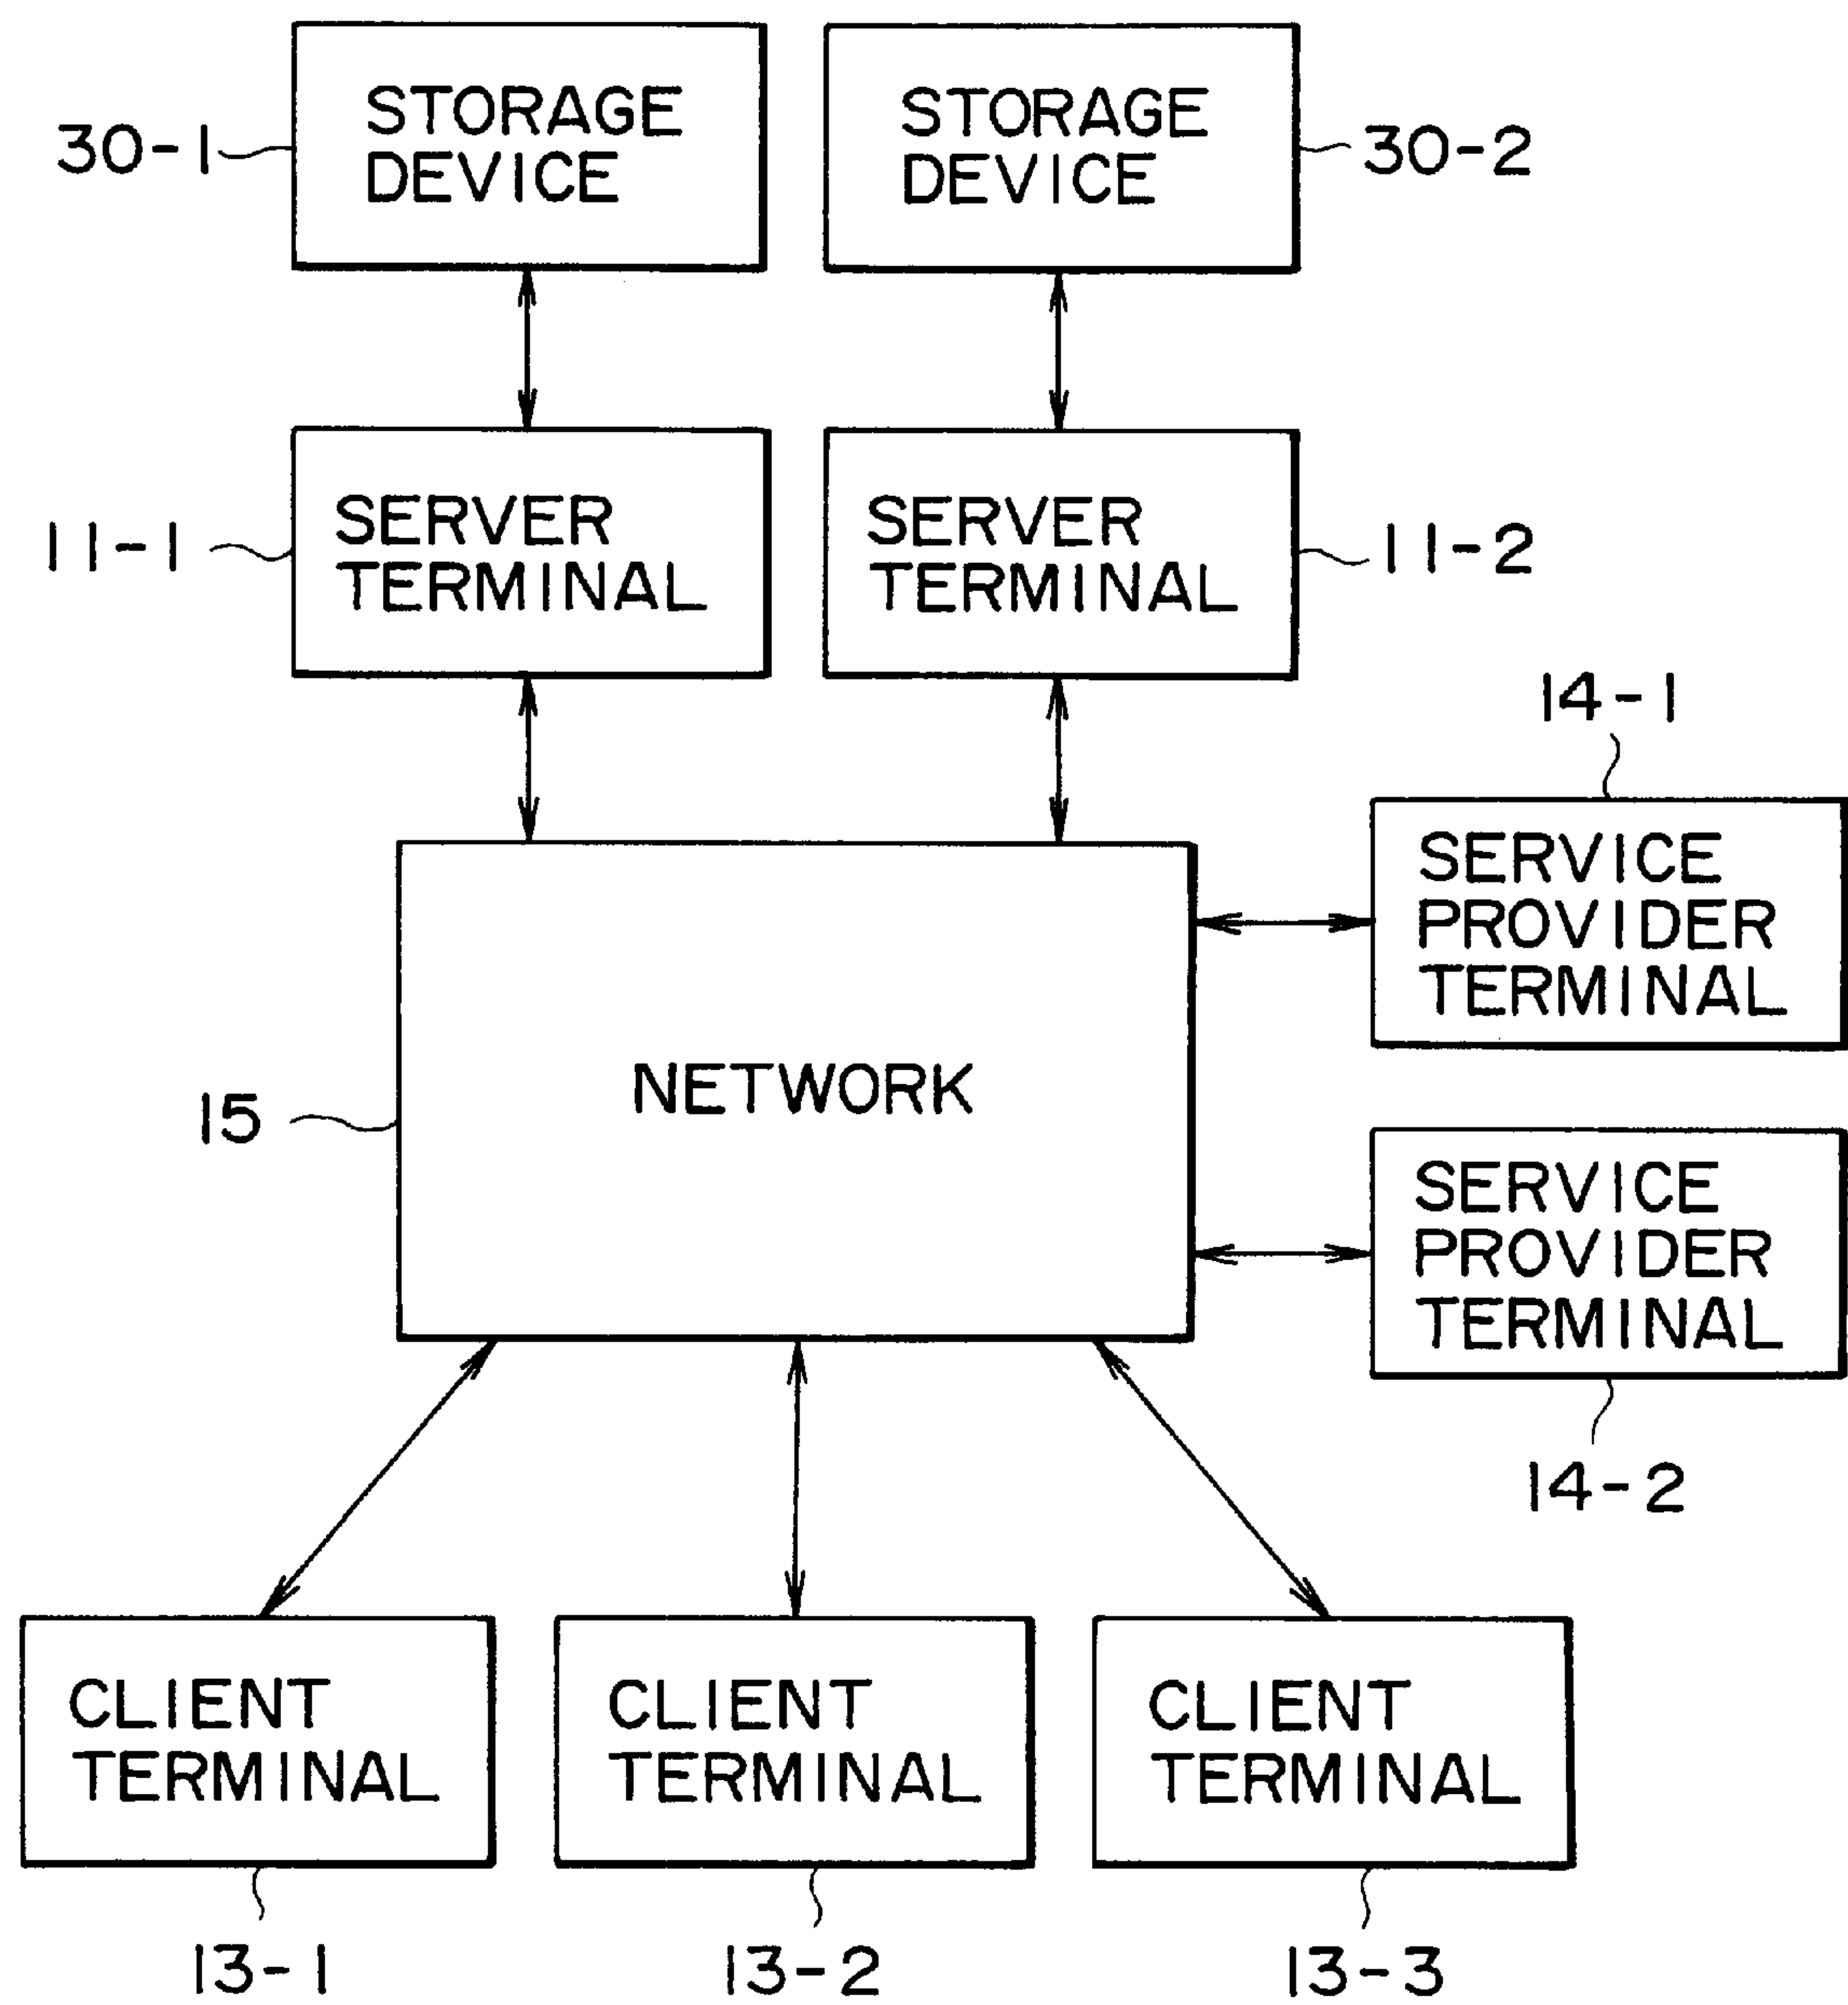 STORAGE
DEVICE
30-1
STORAGE
DEVICE
30-2
SERVER
TERMINAL
11-1
SERVER
TERMINAL
11-2
14-1
SERVICE
PROVIDER
TERMINAL
NETWORK
15
SERVICE
PROVIDER
TERMINAL
14-2
CLIENT
TERMINAL
CLIENT
TERMINAL
CLIENT
TERMINAL
13-1
13-2
13-3